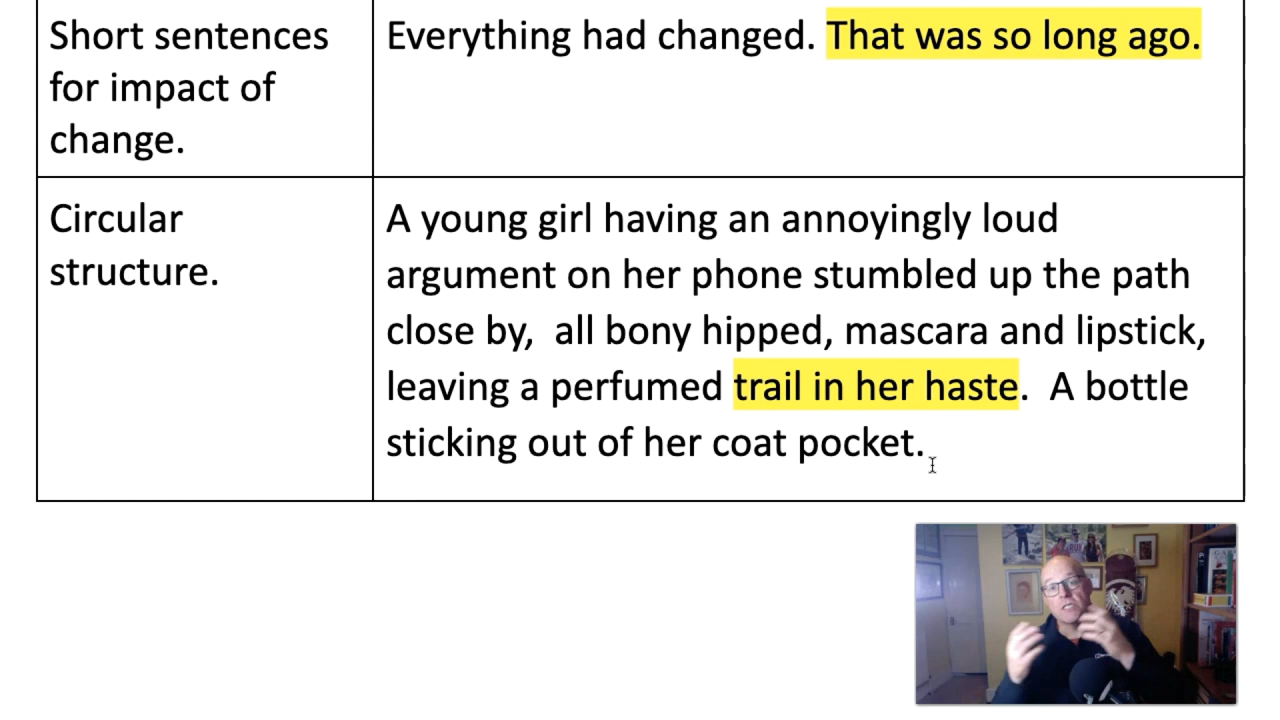 Short sentences
for impact of
change.
Everything had changed. That was so long ago.
Circular
structure.
A young girl having an annoyingly loud
argument on her phone stumbled up the path
close by,  all bony hipped, mascara and lipstick,
leaving a perfumed trail in her haste.  A bottle
sticking out of her coat pocket.